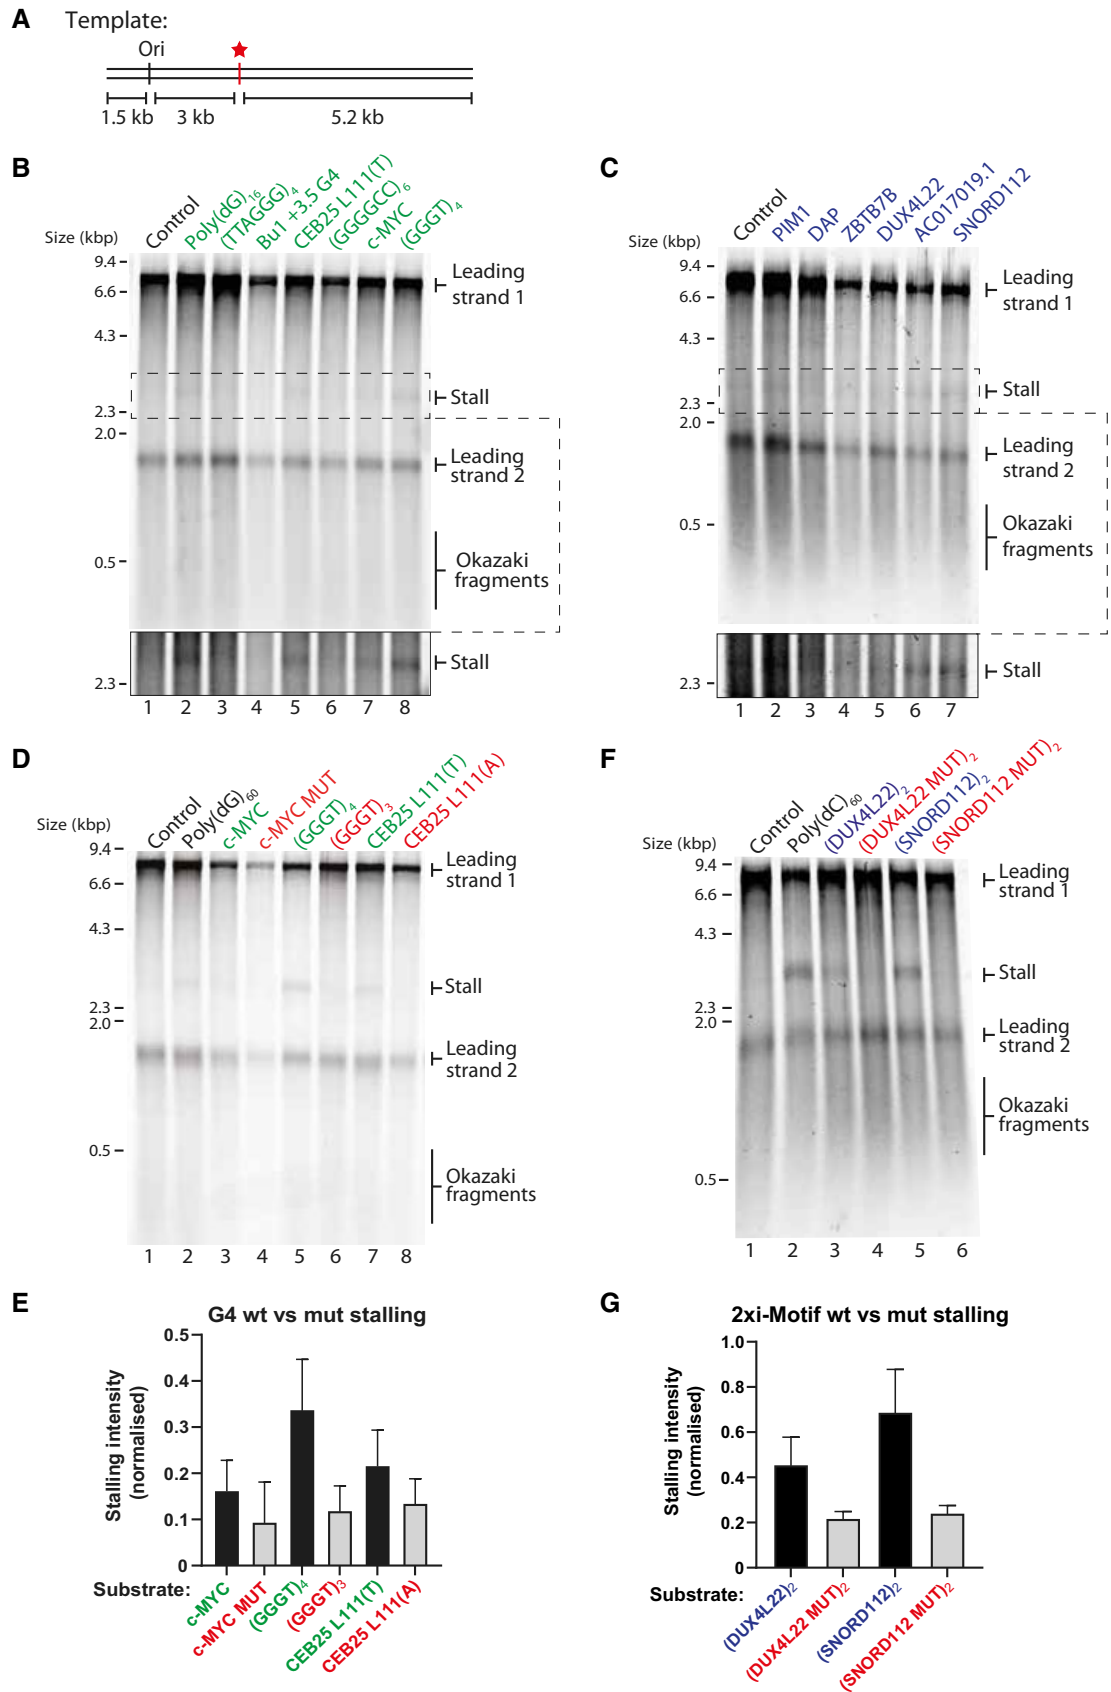 A
Template:
Ori
1.5 kb
3 kb
5.2 kb
B
Size (kbp)
Control
Poly(dG)16
(TTAGGG)4
Bu1 +3.5 G4
CEB25 L111(T)
(GGGGCC)6
c-MYC
(GGGT)4
9.4
6.6
4.3
2.3
2.0
0.5
Leading
strand 1
Stall
Leading
strand 2
Okazaki
fragments
2.3
Stall
1 2 3 4 5 6 7 8
C
Size (kbp)
Control
PIM1
DAP
ZBTB7B
DUX4L22
AC017019.1
SNORD112
9.4
6.6
4.3
2.3
2.0
0.5
Leading
strand 1
Stall
Leading
strand 2
Okazaki
fragments
2.3
Stall
1 2 3 4 5 6 7
D
Size (kbp)
Control
Poly(dG)60
c-MYC
c-MYC MUT
(GGGT)4
(GGGT)3
CEB25 L111(T)
CEB25 L111(A)
9.4
6.6
4.3
2.3
2.0
0.5
Leading
strand 1
Stall
Leading
strand 2
Okazaki
fragments
1 2 3 4 5 6 7 8
F
Size (kbp)
Control
Poly(dC)60
(DUX4L22)2
(DUX4L22 MUT)2
(SNORD112)2
(SNORD112 MUT)2
9.4
6.6
4.3
2.3
2.0
0.5
Leading
strand 1
Stall
Leading
strand 2
Okazaki
fragments
1 2 3 4 5 6
E
G4 wt vs mut stalling
Stalling intensity
(normalised)
0.5
0.4
0.3
0.2
0.1
0
Substrate:
c-MYC
c-MYC MUT
(GGGT)4
(GGGT)3
CEB25 L111(T)
CEB25 L111(A)
G
2xi-Motif wt vs mut stalling
Stalling intensity
(normalised)
1.0
0.8
0.6
0.4
0.2
0
Substrate:
(DUX4L22)2
(DUX4L22 MUT)2
(SNORD112)2
(SNORD112 MUT)2